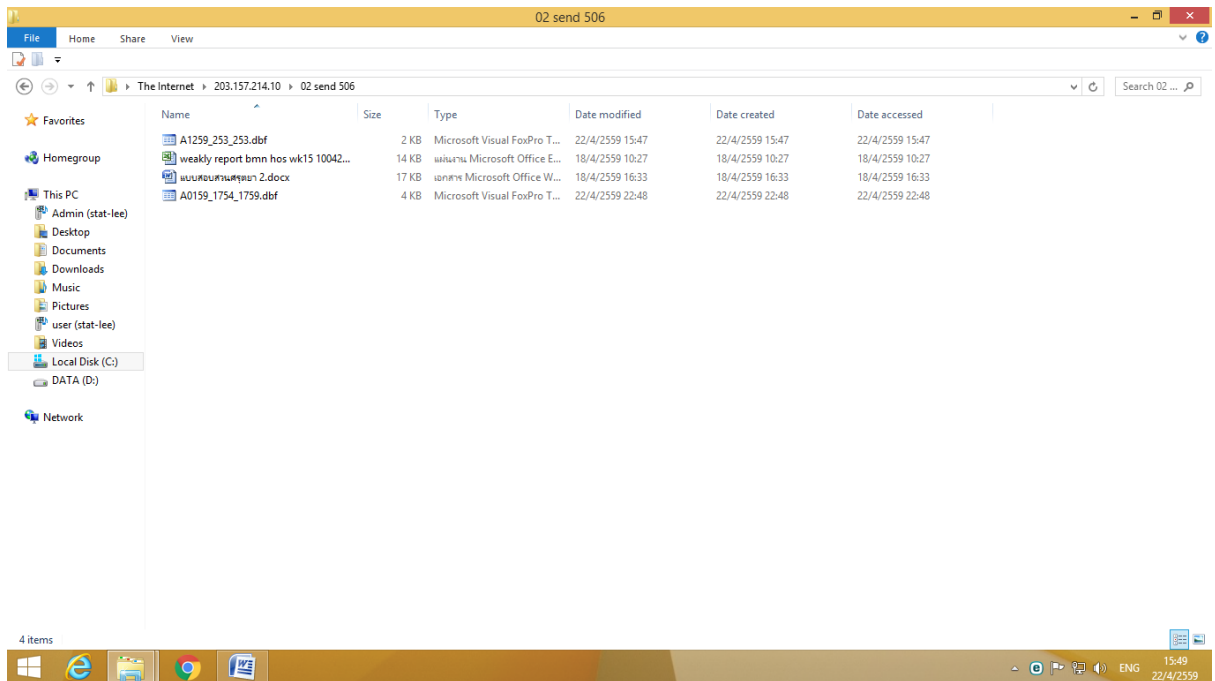 02 send 506
File Home Share View
The Internet 203.157.214.10 02 send 506 Search 02 ...
Favorites
Homegroup
This PC
Admin (stat-lee)
Desktop
Documents
Downloads
Music
Pictures
user (stat-lee)
Videos
Local Disk (C:)
DATA (D:)
Network
Name Size Type Date modified Date created Date accessed
A1259_253_253.dbf 2 KB Microsoft Visual FoxPro T... 22/4/2559 15:47 22/4/2559 15:47 22/4/2559 15:47
weakly report bmn hos wk15 10042... 14 KB แผ่นงาน Microsoft Office E... 18/4/2559 10:27 18/4/2559 10:27 18/4/2559 10:27
แบบสอบสวนศรุตยา 2.docx 17 KB เอกสาร Microsoft Office W... 18/4/2559 16:33 18/4/2559 16:33 18/4/2559 16:33
A0159_1754_1759.dbf 4 KB Microsoft Visual FoxPro T... 22/4/2559 22:48 22/4/2559 22:48 22/4/2559 22:48
4 items
ENG 15:49
22/4/2559